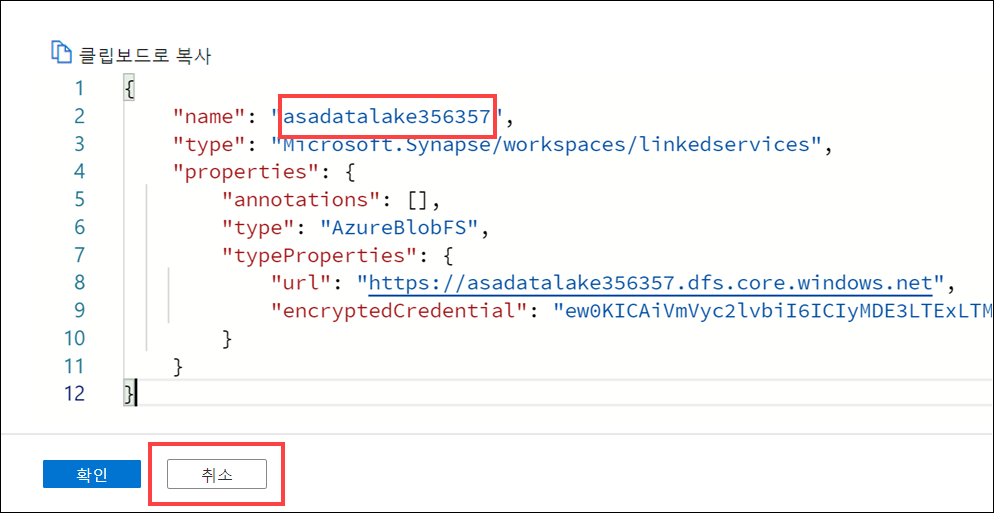 클립보드로 복사
1 {
2 "name": "asadatalake356357",
3 "type": "Microsoft.Synapse/workspaces/linkedservices",
4 "properties": {
5 "annotations": [],
6 "type": "AzureBlobFS",
7 "typeProperties": {
8 "url": "https://asadatalake356357.dfs.core.windows.net",
9 "encryptedCredential": "ew0KICAiVmVyc2lvbiI6ICIyMDE3LTExLTM
10 }
11 }
12 }
확인 취소